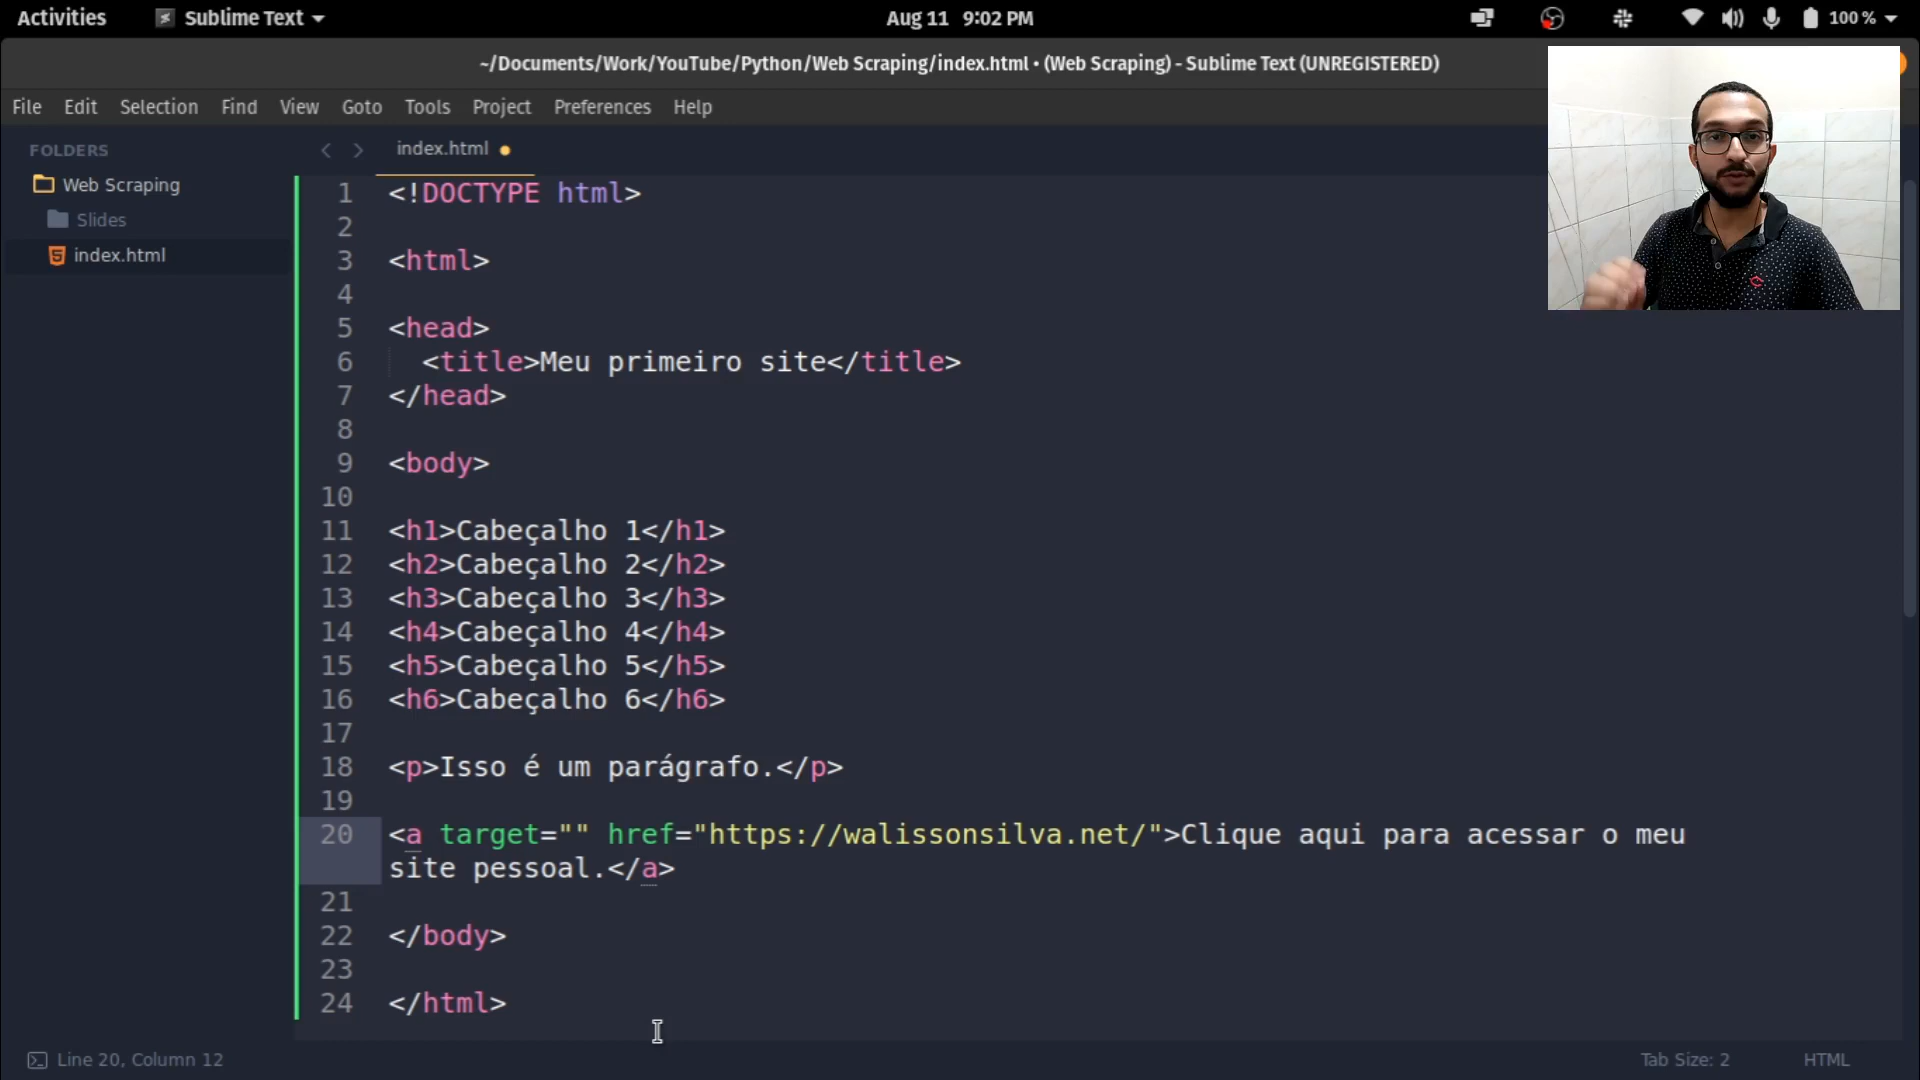 Activities Sublime Text Aug 11 9:02 PM 100 %
~/Documents/Work/YouTube/Python/Web Scraping/index.html • (Web Scraping) - Sublime Text (UNREGISTERED)
File Edit Selection Find View Goto Tools Project Preferences Help
FOLDERS
Web Scraping
Slides
index.html
index.html
1 <!DOCTYPE html>
2
3 <html>
4
5 <head>
6 <title>Meu primeiro site</title>
7 </head>
8
9 <body>
10
11 <h1>Cabeçalho 1</h1>
12 <h2>Cabeçalho 2</h2>
13 <h3>Cabeçalho 3</h3>
14 <h4>Cabeçalho 4</h4>
15 <h5>Cabeçalho 5</h5>
16 <h6>Cabeçalho 6</h6>
17
18 <p>Isso é um parágrafo.</p>
19
20 <a target="" href="https://walissonsilva.net/">Clique aqui para acessar o meu
site pessoal.</a>
21
22 </body>
23
24 </html>
Line 20, Column 12 Tab Size: 2 HTML